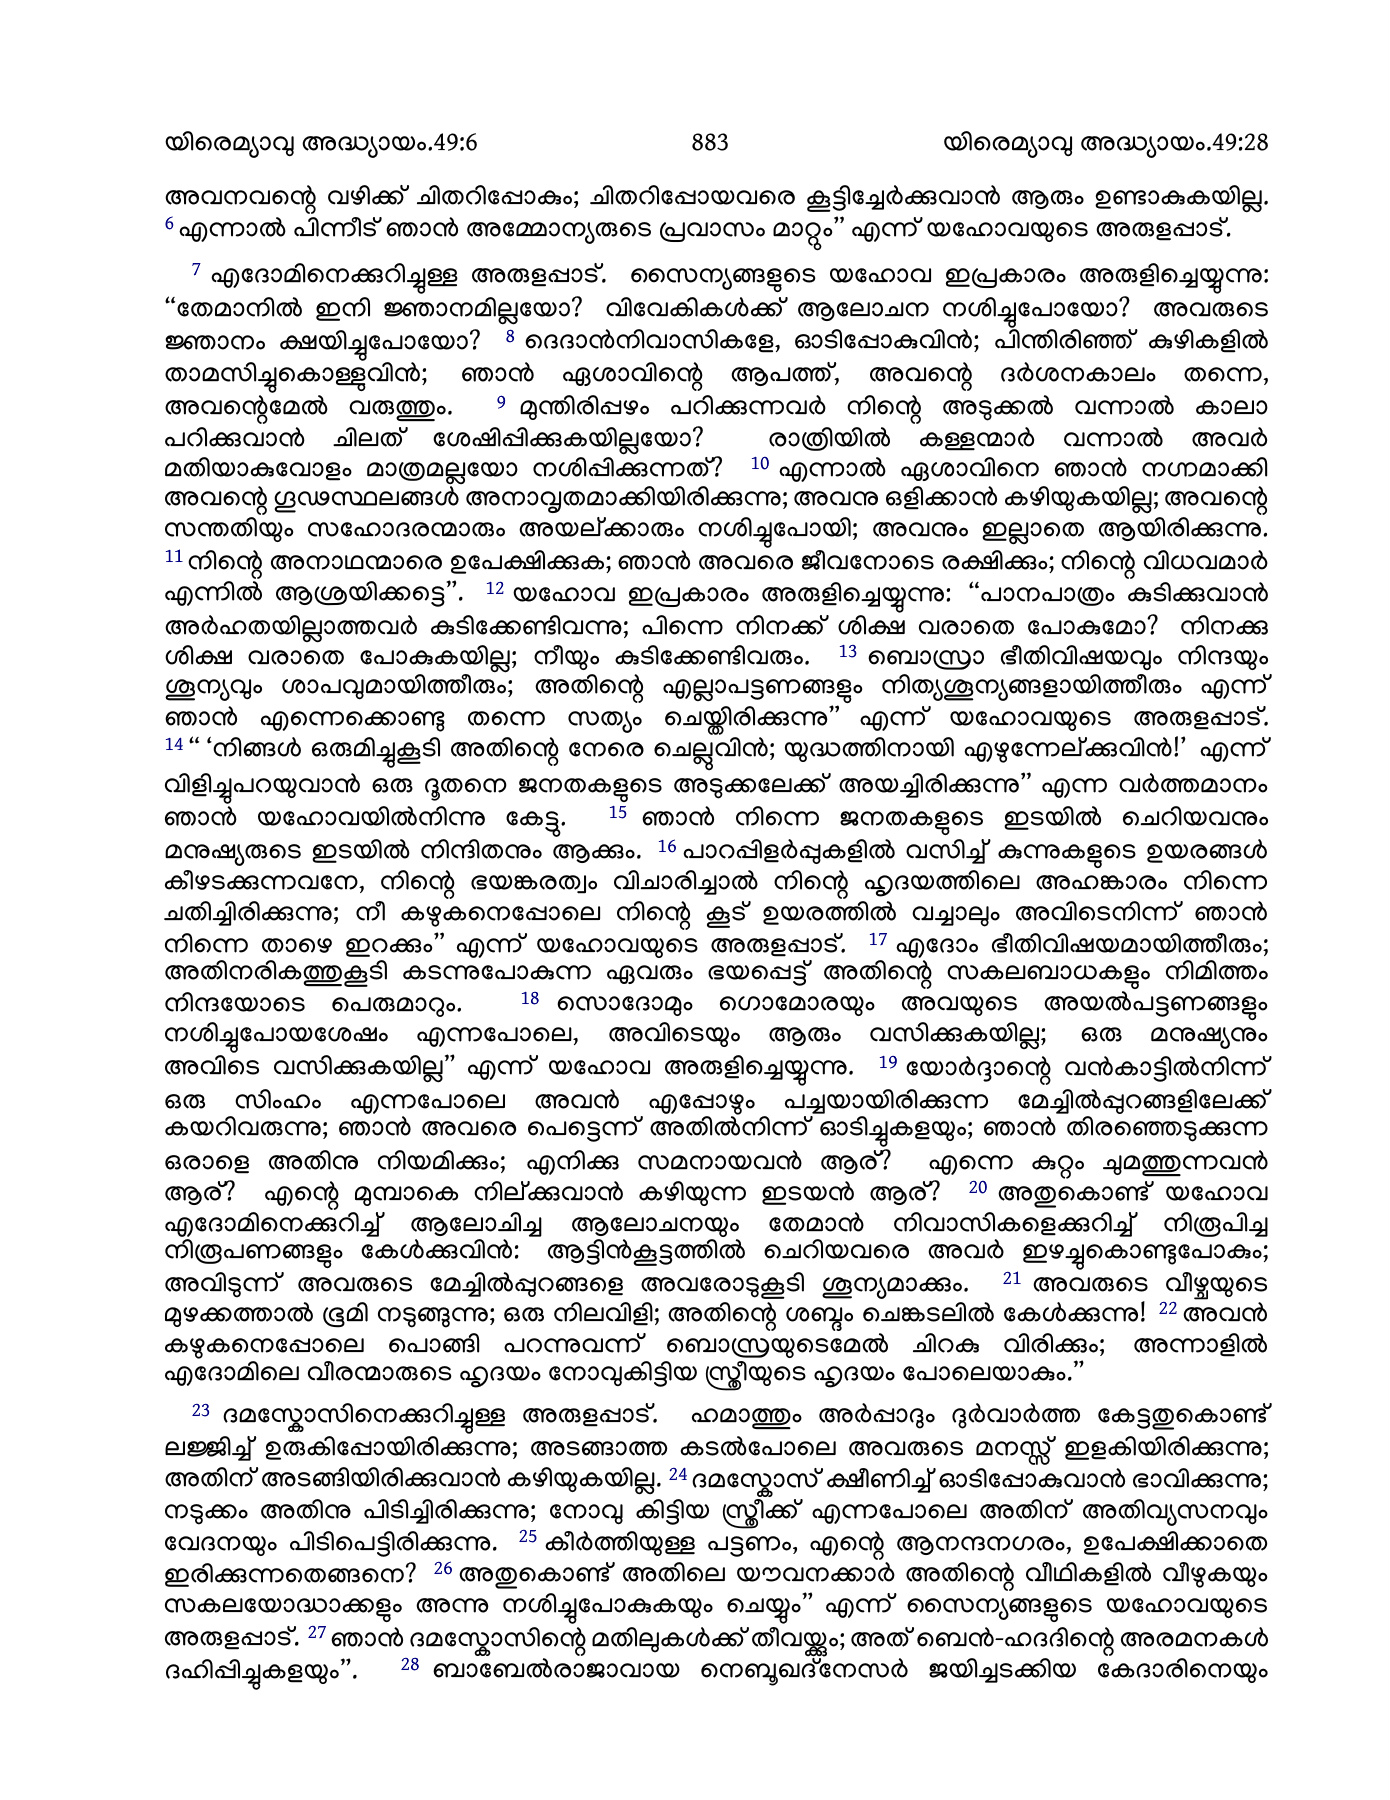 യിരെമ്യാവു അദ്ധ്യായം.49:6 883 യിരെമ്യാവു അദ്ധ്യായം.49:28
അവനവന്റെ വഴിക്ക് ചിതറിപ്പോകും; ചിതറിപ്പോയവരെ കൂട്ടിച്ചേർക്കുവാൻ ആരും ഉണ്ടാകുകയില്ല.
6 എന്നാൽ പിന്നീട് ഞാൻ അമ്മോന്യരുടെ പ്രവാസം മാറ്റും” എന്ന് യഹോവയുടെ അരുളപ്പാട്.
7 എദോമിനെക്കുറിച്ചുള്ള അരുളപ്പാട്. സൈന്യങ്ങളുടെ യഹോവ ഇപ്രകാരം അരുളിച്ചെയ്യുന്നു:
“തേമാനിൽ ഇനി ജ്ഞാനമില്ലയോ? വിവേകികൾക്ക് ആലോചന നശിച്ചുപോയോ? അവരുടെ
ജ്ഞാനം ക്ഷയിച്ചുപോയോ? 8 ദെദാൻനിവാസികളേ, ഓടിപ്പോകുവിൻ; പിന്തിരിഞ്ഞ് കുഴികളിൽ
താമസിച്ചുകൊള്ളുവിൻ; ഞാൻ ഏശാവിന്റെ ആപത്ത്, അവന്റെ ദർശനകാലം തന്നെ,
അവന്റെമേൽ വരുത്തും. 9 മുന്തിരിപ്പഴം പറിക്കുന്നവർ നിന്റെ അടുക്കൽ വന്നാൽ കാലാ
പറിക്കുവാൻ ചിലത് ശേഷിപ്പിക്കുകയില്ലയോ? രാത്രിയിൽ കള്ളന്മാർ വന്നാൽ അവർ
മതിയാകുവോളം മാത്രമല്ലയോ നശിപ്പിക്കുന്നത്? 10 എന്നാൽ ഏശാവിനെ ഞാൻ നഗ്നമാക്കി
അവന്റെ ഗൂഢസ്ഥലങ്ങൾ അനാവൃതമാക്കിയിരിക്കുന്നു; അവനു ഒളിക്കാൻ കഴിയുകയില്ല; അവന്റെ
സന്തതിയും സഹോദരന്മാരും അയല്ക്കാരും നശിച്ചുപോയി; അവനും ഇല്ലാതെ ആയിരിക്കുന്നു.
11 നിന്റെ അനാഥന്മാരെ ഉപേക്ഷിക്കുക; ഞാൻ അവരെ ജീവനോടെ രക്ഷിക്കും; നിന്റെ വിധവമാർ
എന്നിൽ ആശ്രയിക്കട്ടെ”. 12 യഹോവ ഇപ്രകാരം അരുളിച്ചെയ്യുന്നു: “പാനപാത്രം കുടിക്കുവാൻ
അർഹതയില്ലാത്തവർ കുടിക്കേണ്ടിവന്നു; പിന്നെ നിനക്ക് ശിക്ഷ വരാതെ പോകുമോ? നിനക്കു
ശിക്ഷ വരാതെ പോകുകയില്ല; നീയും കുടിക്കേണ്ടിവരും. 13 ബൊസ്രാ ഭീതിവിഷയവും നിന്ദയും
ശൂന്യവും ശാപവുമായിത്തീരും; അതിന്റെ എല്ലാപട്ടണങ്ങളും നിത്യശൂന്യങ്ങളായിത്തീരും എന്ന്
ഞാൻ എന്നെക്കൊണ്ടു തന്നെ സത്യം ചെയ്തിരിക്കുന്നു” എന്ന് യഹോവയുടെ അരുളപ്പാട്.
14 “ ‘നിങ്ങൾ ഒരുമിച്ചുകൂടി അതിന്റെ നേരെ ചെല്ലുവിൻ; യുദ്ധത്തിനായി എഴുന്നേല്ക്കുവിൻ!’ എന്ന്
വിളിച്ചുപറയുവാൻ ഒരു ദൂതനെ ജനതകളുടെ അടുക്കലേക്ക് അയച്ചിരിക്കുന്നു” എന്ന വർത്തമാനം
ഞാൻ യഹോവയിൽനിന്നു കേട്ടു. 15 ഞാൻ നിന്നെ ജനതകളുടെ ഇടയിൽ ചെറിയവനും
മനുഷ്യരുടെ ഇടയിൽ നിന്ദിതനും ആക്കും. 16 പാറപ്പിളർപ്പുകളിൽ വസിച്ച് കുന്നുകളുടെ ഉയരങ്ങൾ
കീഴടക്കുന്നവനേ, നിന്റെ ഭയങ്കരത്വം വിചാരിച്ചാൽ നിന്റെ ഹൃദയത്തിലെ അഹങ്കാരം നിന്നെ
ചതിച്ചിരിക്കുന്നു; നീ കഴുകനെപ്പോലെ നിന്റെ കൂട് ഉയരത്തിൽ വച്ചാലും അവിടെനിന്ന് ഞാൻ
നിന്നെ താഴെ ഇറക്കും” എന്ന് യഹോവയുടെ അരുളപ്പാട്. 17 എദോം ഭീതിവിഷയമായിത്തീരും;
അതിനരികത്തുകൂടി കടന്നുപോകുന്ന ഏവരും ഭയപ്പെട്ട് അതിന്റെ സകലബാധകളും നിമിത്തം
നിന്ദയോടെ പെരുമാറും. 18 സൊദോമും ഗൊമോരയും അവയുടെ അയൽപട്ടണങ്ങളും
നശിച്ചുപോയശേഷം എന്നപോലെ, അവിടെയും ആരും വസിക്കുകയില്ല; ഒരു മനുഷ്യനും
അവിടെ വസിക്കുകയില്ല” എന്ന് യഹോവ അരുളിച്ചെയ്യുന്നു. 19 യോർദ്ദാന്റെ വൻകാട്ടിൽനിന്ന്
ഒരു സിംഹം എന്നപോലെ അവൻ എപ്പോഴും പച്ചയായിരിക്കുന്ന മേച്ചിൽപ്പുറങ്ങളിലേക്ക്
കയറിവരുന്നു; ഞാൻ അവരെ പെട്ടെന്ന് അതിൽനിന്ന് ഓടിച്ചുകളയും; ഞാൻ തിരഞ്ഞെടുക്കുന്ന
ഒരാളെ അതിനു നിയമിക്കും; എനിക്കു സമനായവൻ ആര്? എന്നെ കുറ്റം ചുമത്തുന്നവൻ
ആര്? എന്റെ മുമ്പാകെ നില്ക്കുവാൻ കഴിയുന്ന ഇടയൻ ആര്? 20 അതുകൊണ്ട് യഹോവ
എദോമിനെക്കുറിച്ച് ആലോചിച്ച ആലോചനയും തേമാൻ നിവാസികളെക്കുറിച്ച് നിരൂപിച്ച
നിരൂപണങ്ങളും കേൾക്കുവിൻ: ആട്ടിൻകൂട്ടത്തിൽ ചെറിയവരെ അവർ ഇഴച്ചുകൊണ്ടുപോകും;
അവിടുന്ന് അവരുടെ മേച്ചിൽപ്പുറങ്ങളെ അവരോടുകൂടി ശൂന്യമാക്കും. 21 അവരുടെ വീഴ്ചയുടെ
മുഴക്കത്താൽ ഭൂമി നടുങ്ങുന്നു; ഒരു നിലവിളി; അതിന്റെ ശബ്ദം ചെങ്കടലിൽ കേൾക്കുന്നു! 22 അവൻ
കഴുകനെപ്പോലെ പൊങ്ങി പറന്നുവന്ന് ബൊസ്രയുടെമേൽ ചിറകു വിരിക്കും; അന്നാളിൽ
എദോമിലെ വീരന്മാരുടെ ഹൃദയം നോവുകിട്ടിയ സ്ത്രീയുടെ ഹൃദയം പോലെയാകും.”
23 ദമസ്കോസിനെക്കുറിച്ചുള്ള അരുളപ്പാട്. ഹമാത്തും അർപ്പാദും ദുർവാർത്ത കേട്ടതുകൊണ്ട്
ലജ്ജിച്ച് ഉരുകിപ്പോയിരിക്കുന്നു; അടങ്ങാത്ത കടൽപോലെ അവരുടെ മനസ്സ് ഇളകിയിരിക്കുന്നു;
അതിന് അടങ്ങിയിരിക്കുവാൻ കഴിയുകയില്ല. 24 ദമസ്കോസ് ക്ഷീണിച്ച് ഓടിപ്പോകുവാൻ ഭാവിക്കുന്നു;
നടുക്കം അതിനു പിടിച്ചിരിക്കുന്നു; നോവു കിട്ടിയ സ്ത്രീക്ക് എന്നപോലെ അതിന് അതിവ്യസനവും
വേദനയും പിടിപെട്ടിരിക്കുന്നു. 25 കീർത്തിയുള്ള പട്ടണം, എന്റെ ആനന്ദനഗരം, ഉപേക്ഷിക്കാതെ
ഇരിക്കുന്നതെങ്ങനെ? 26 അതുകൊണ്ട് അതിലെ യൗവനക്കാർ അതിന്റെ വീഥികളിൽ വീഴുകയും
സകലയോദ്ധാക്കളും അന്നു നശിച്ചുപോകുകയും ചെയ്യും” എന്ന് സൈന്യങ്ങളുടെ യഹോവയുടെ
അരുളപ്പാട്. 27 ഞാൻ ദമസ്കോസിന്റെ മതിലുകൾക്ക് തീവയ്ക്കും; അത് ബെൻ-ഹദദിന്റെ അരമനകൾ
ദഹിപ്പിച്ചുകളയും”. 28 ബാബേൽരാജാവായ നെബൂഖദ്നേസർ ജയിച്ചടക്കിയ കേദാരിനെയും